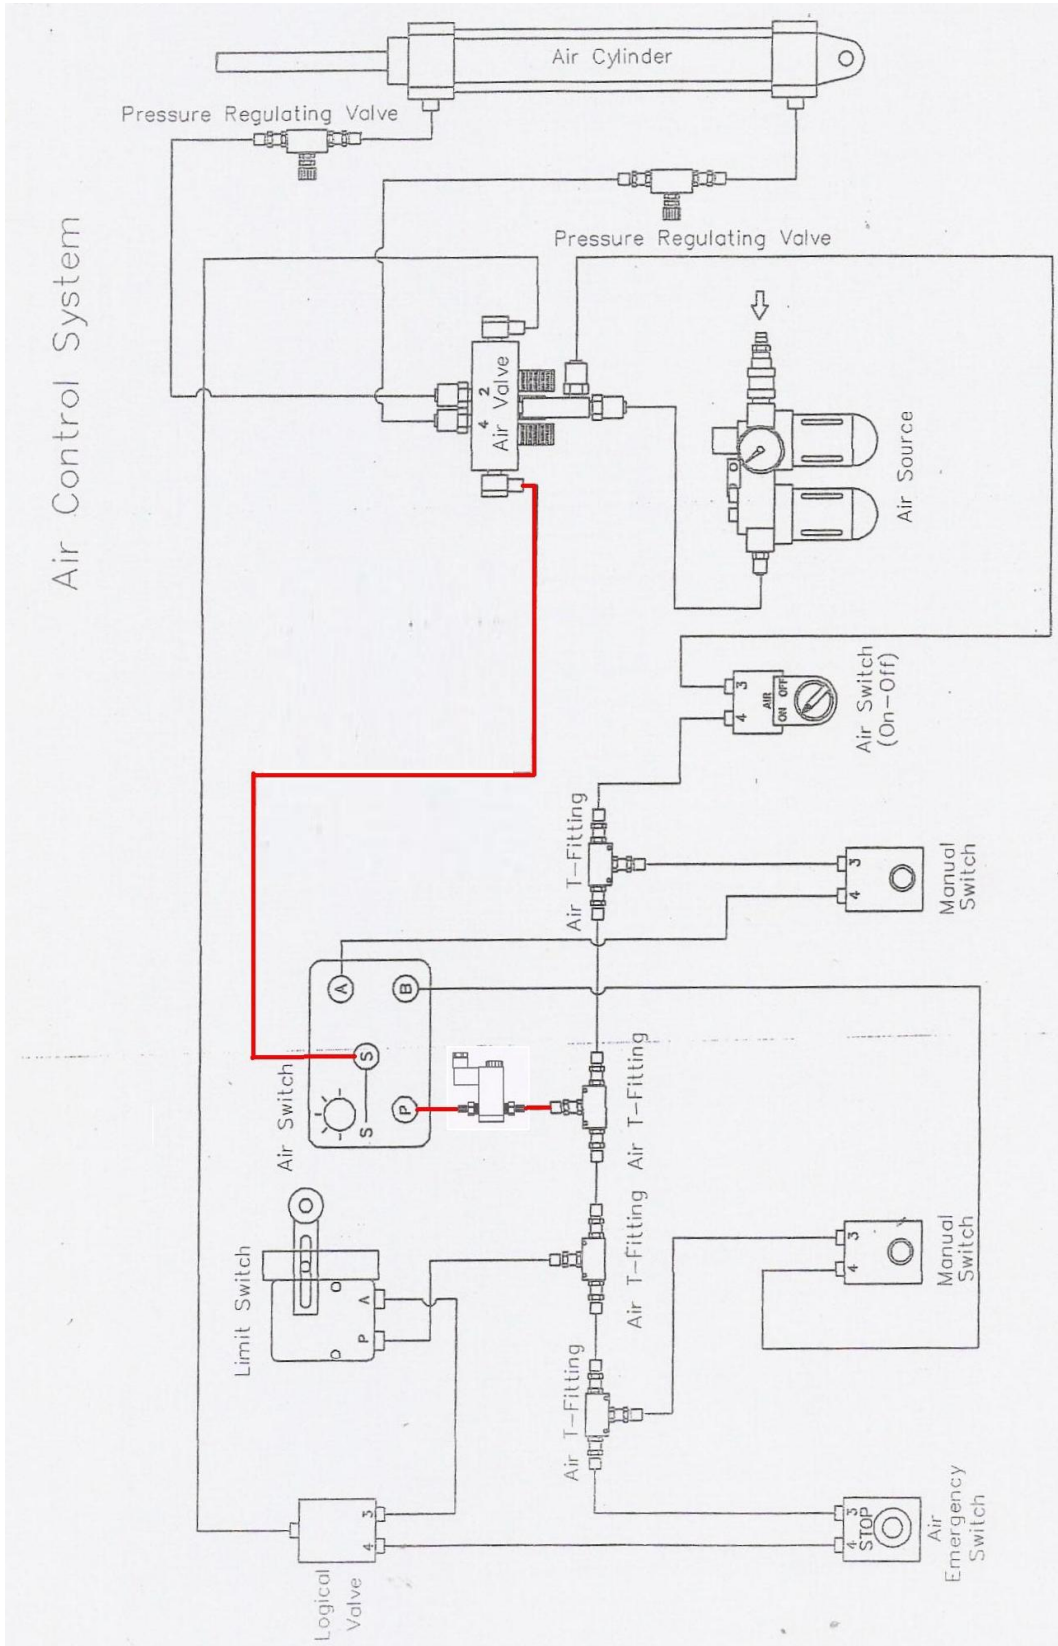 Air Control System
Air Cylinder
Pressure Regulating Valve
Pressure Regulating Valve
4 2
Air Valve
Air Source
3
4
AIR
ON OFF
Air Switch
(On-Off)
Air T-Fitting
3
4
Manual
Switch
A
B
S
S
P
Air Switch
Air T-Fitting
Limit Switch
A
P
Air T-Fitting
3
4
Manual
Switch
Air T-Fitting
3
4
Logical
Valve
3
4
STOP
Air
Emergency
Switch